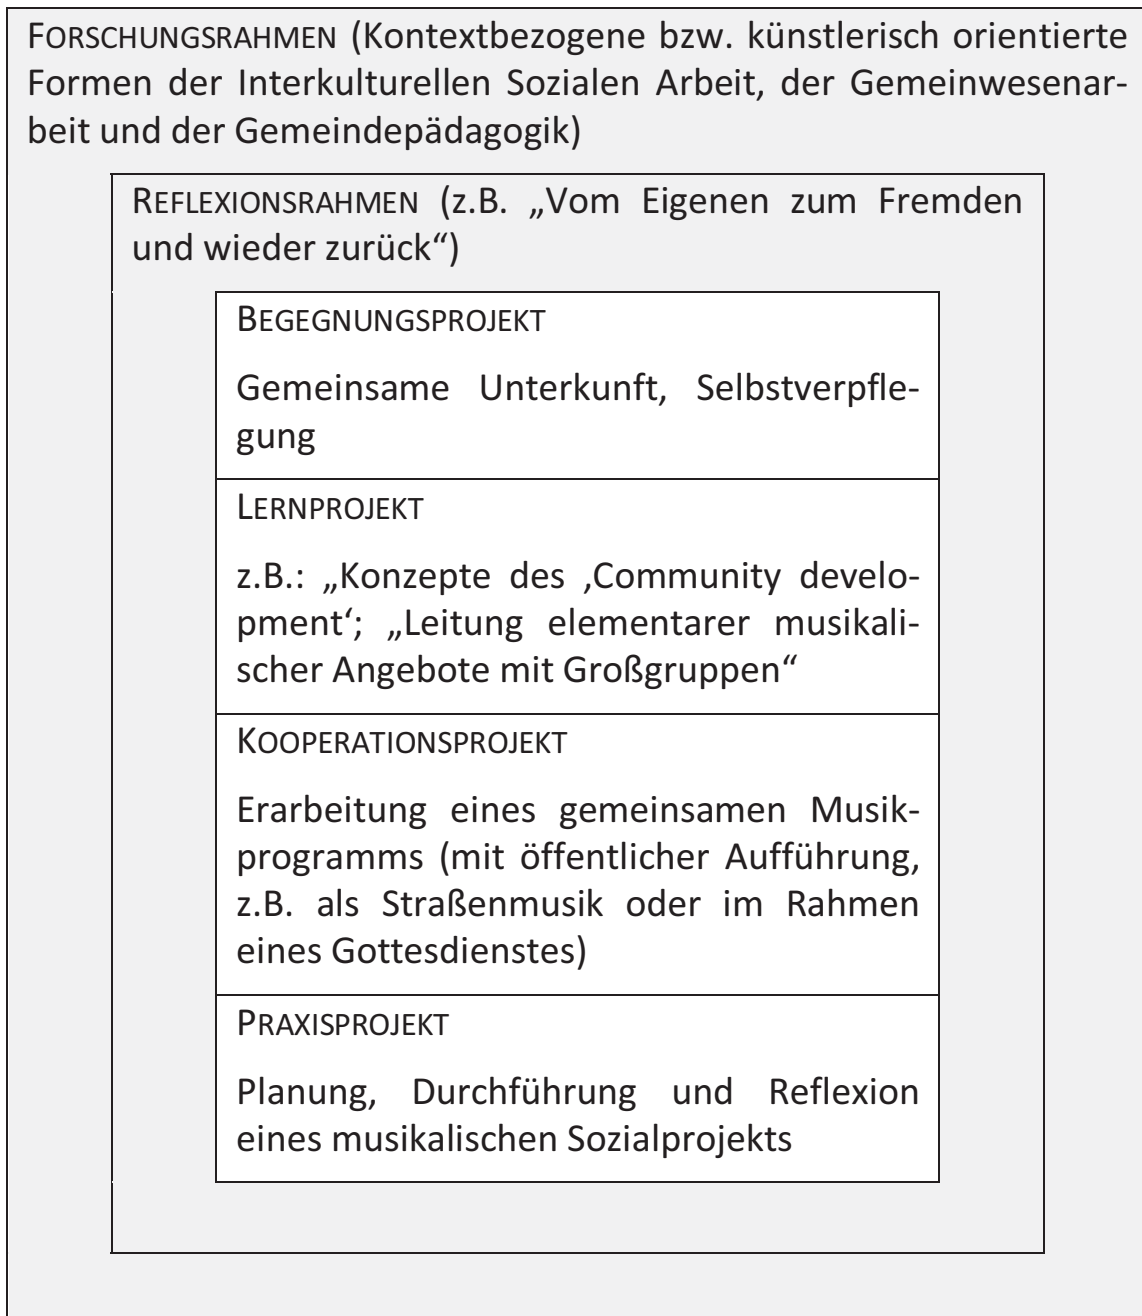 FORSCHUNGSRAHMEN (Kontextbezogene bzw. künstlerisch orientierte
Formen der Interkulturellen Sozialen Arbeit, der Gemeinwesenar-
beit und der Gemeindepädagogik)
REFLEXIONSRAHMEN (z.B. „Vom Eigenen zum Fremden
und wieder zurück“)
BEGEGNUNGSPROJEKT
Gemeinsame Unterkunft, Selbstverpfle-
gung
LERNPROJEKT
z.B.: „Konzepte des ‚Community develo-
pment‘; „Leitung elementarer musikali-
scher Angebote mit Großgruppen“
KOOPERATIONSPROJEKT
Erarbeitung eines gemeinsamen Musik-
programms (mit öffentlicher Aufführung,
z.B. als Straßenmusik oder im Rahmen
eines Gottesdienstes)
PRAXISPROJEKT
Planung, Durchführung und Reflexion
eines musikalischen Sozialprojekts